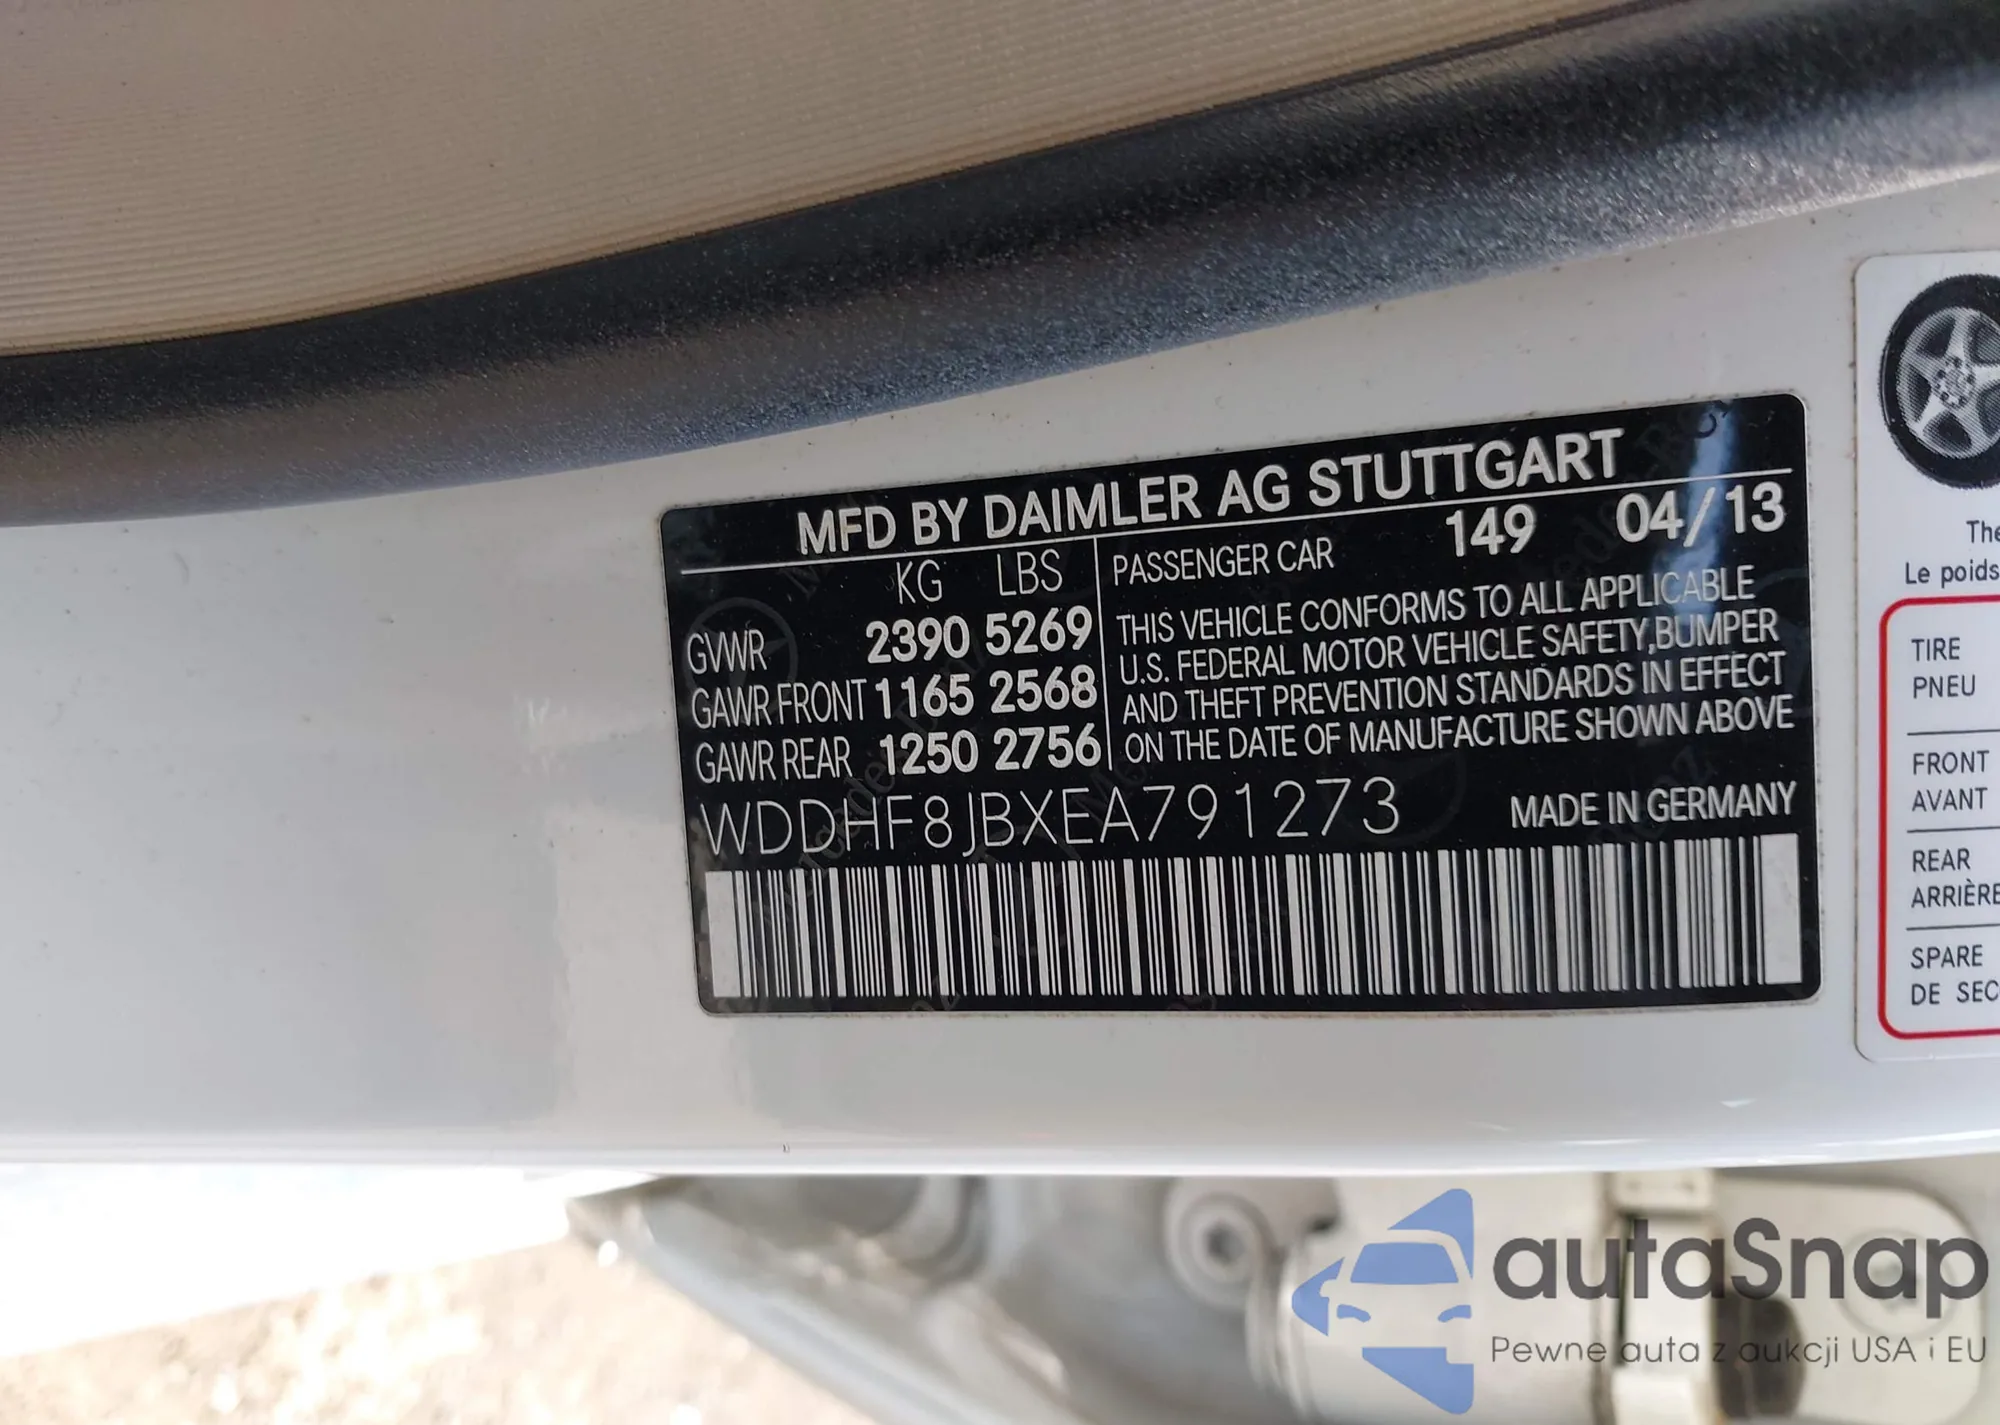 MFD BY DAIMLER AG STUTTGART
KG LBS
GVWR 2390 5269
GAWR FRONT 1165 2568
GAWR REAR 1250 2756
PASSENGER CAR 149 04/13
THIS VEHICLE CONFORMS TO ALL APPLICABLE
U.S. FEDERAL MOTOR VEHICLE SAFETY,BUMPER
AND THEFT PREVENTION STANDARDS IN EFFECT
ON THE DATE OF MANUFACTURE SHOWN ABOVE
WDDHF8JBXEA791273
MADE IN GERMANY
The
Le poids
TIRE
PNEU
FRONT
AVANT
REAR
ARRIÈRE
SPARE
DE SEC
autaSnap
Pewne auta z aukcji USA i EU